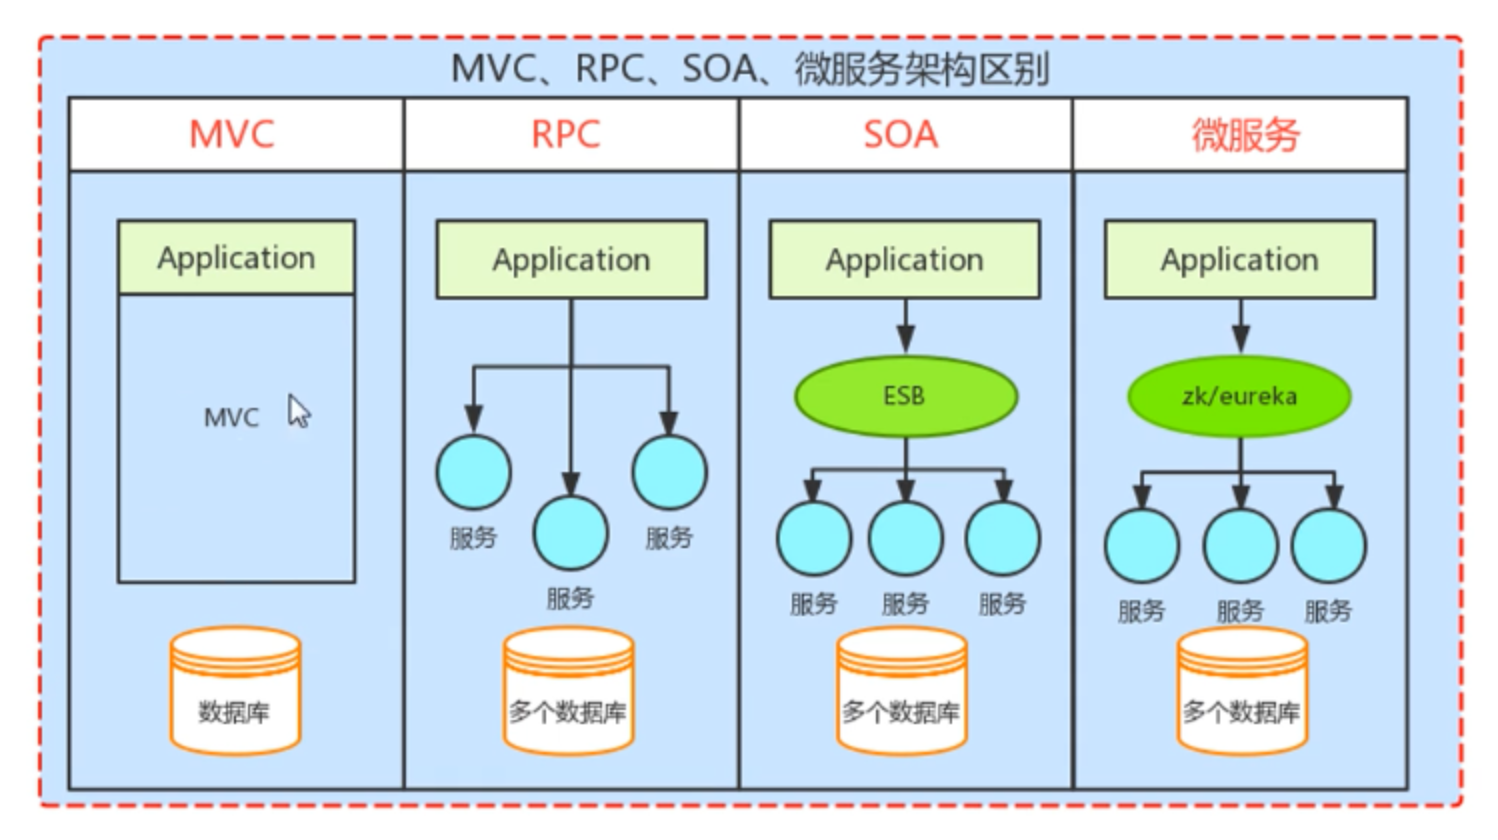 MVC、RPC、SOA、微服务架构区别
MVC
RPC
SOA
微服务
Application
MVC
数据库
Application
服务
服务
服务
多个数据库
Application
ESB
服务
服务
服务
多个数据库
Application
zk/eureka
服务
服务
服务
多个数据库